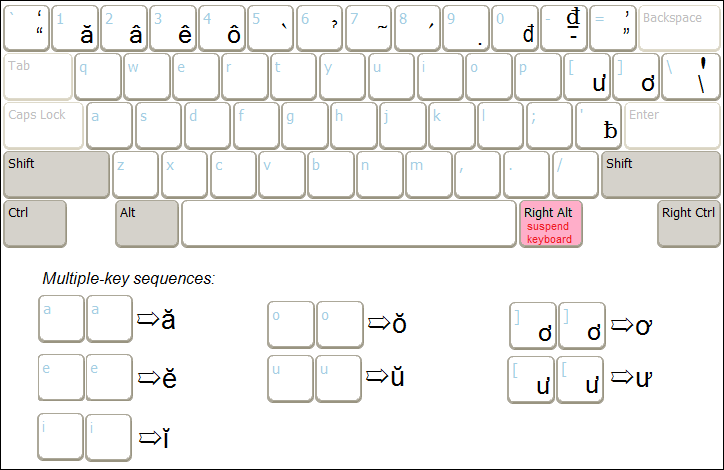 ` ‘ “ 1 ă 2 â 3 ê 4 ô 5 ˋ 6 ̉ 7 ~ 8 ˊ 9 . 0 đ - ₫ - = ’ ” Backspace
Tab q w e r t y u i o p [ ư ] ơ \ ' \
Caps Lock a s d f g h j k l ; ' ƀ Enter
Shift z x c v b n m , . / Shift
Ctrl Alt Right Alt suspend keyboard Right Ctrl
Multiple-key sequences:
a a ⇨ă o o ⇨ŏ ] ơ ] ơ ⇨ơ
e e ⇨ĕ u u ⇨ŭ [ ư [ ư ⇨ư
i i ⇨ĭ